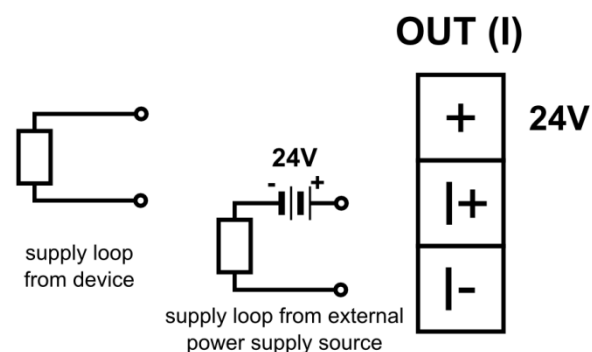 OUT (I)
+ 24V
24V
- +
I+
I-
supply loop
from device
supply loop from external
power supply source